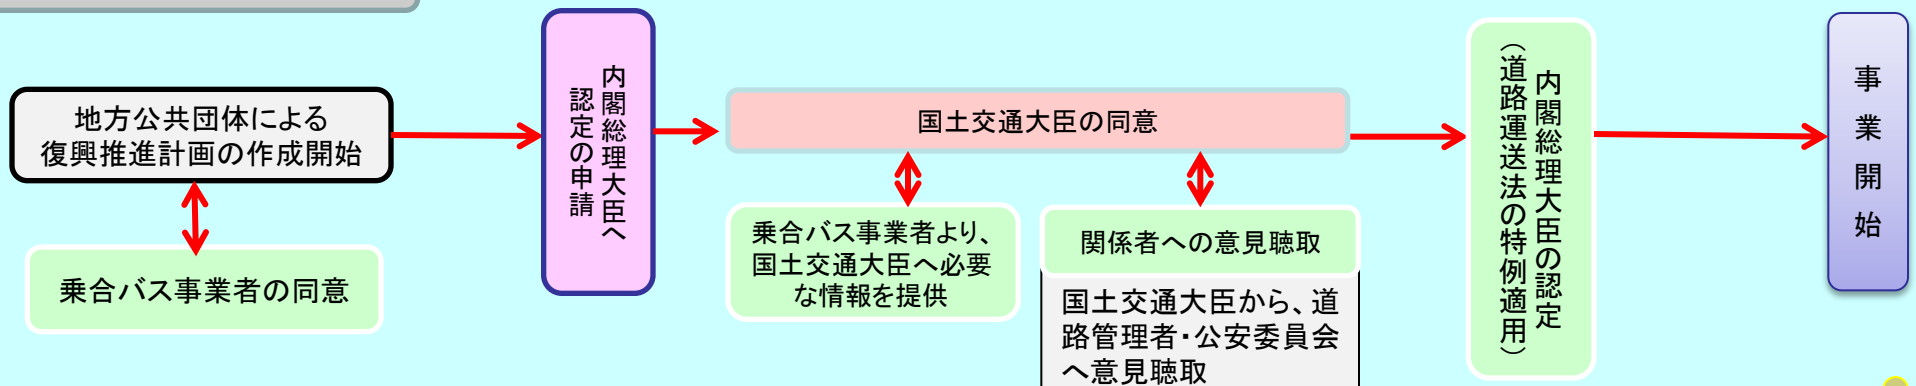 地方公共団体による
復興推進計画の作成開始
乗合バス事業者の同意
内閣総理大臣へ
認定の申請
国土交通大臣の同意
乗合バス事業者より、
国土交通大臣へ必要
な情報を提供
関係者への意見聴取
国土交通大臣から、道
路管理者・公安委員会
へ意見聴取
内閣総理大臣の認定
（道路運送法の特例適用）
事業開始